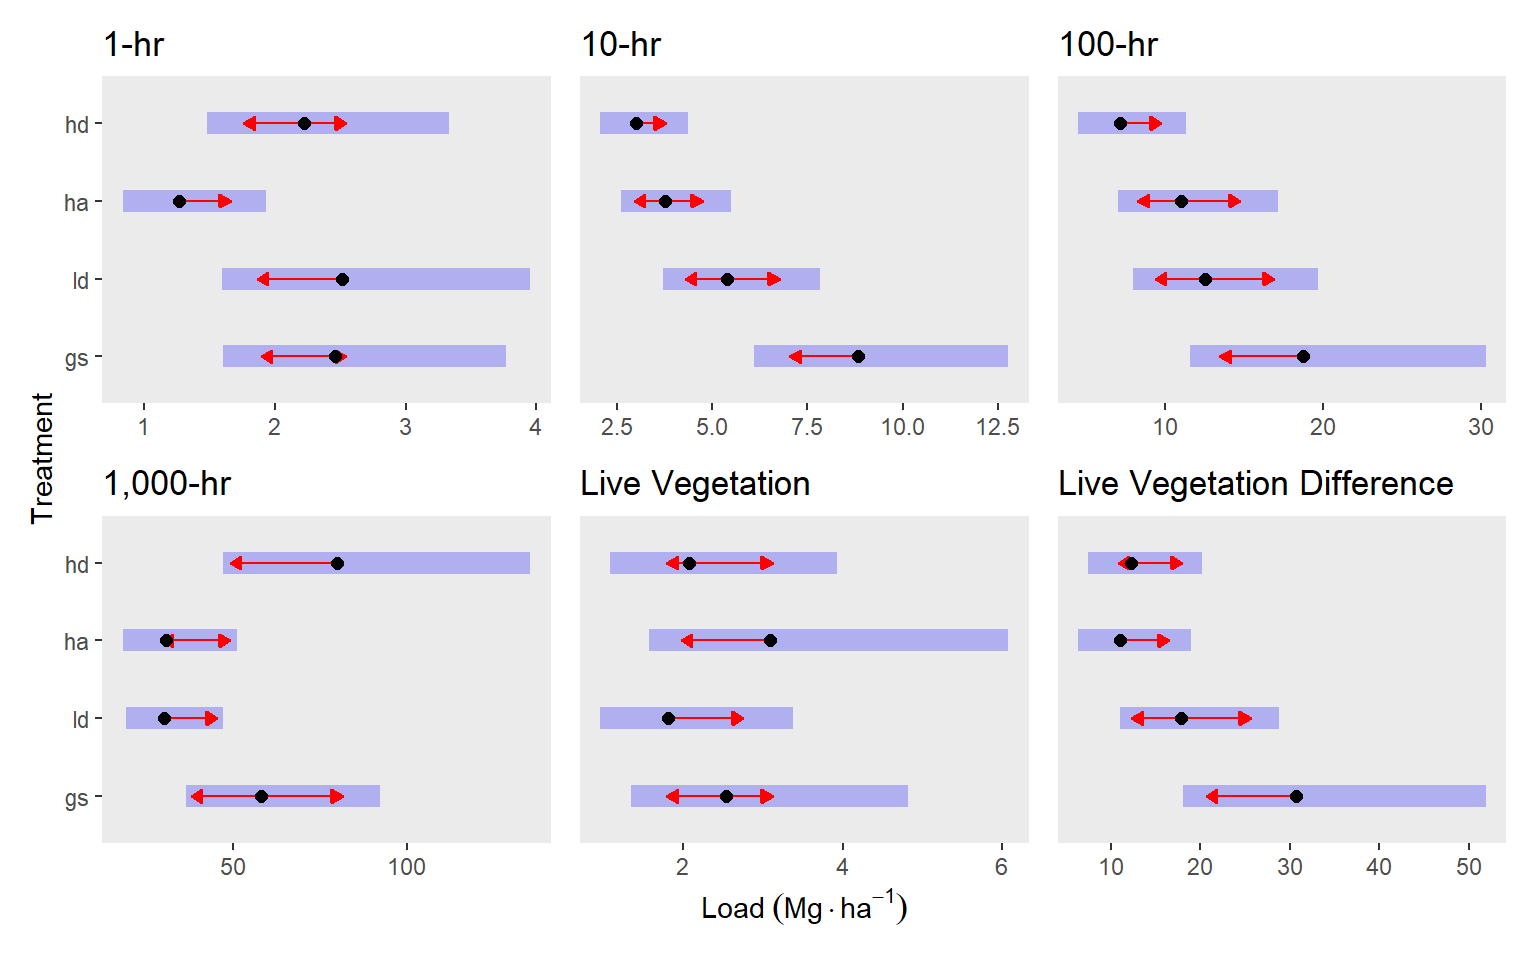 1-hr 10-hr 100-hr
hd
ha
ld
gs
1 2 3 4 2.5 5.0 7.5 10.0 12.5 10 20 30
Treatment
1,000-hr Live Vegetation Live Vegetation Difference
hd
ha
ld
gs
50 100 2 4 6 10 20 30 40 50
Load (Mg·ha⁻¹)